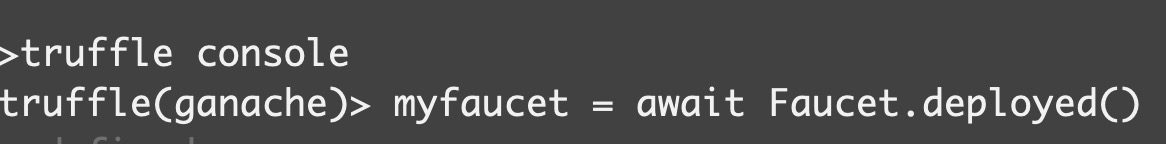 >truffle console
truffle(ganache)> myfaucet = await Faucet.deployed()